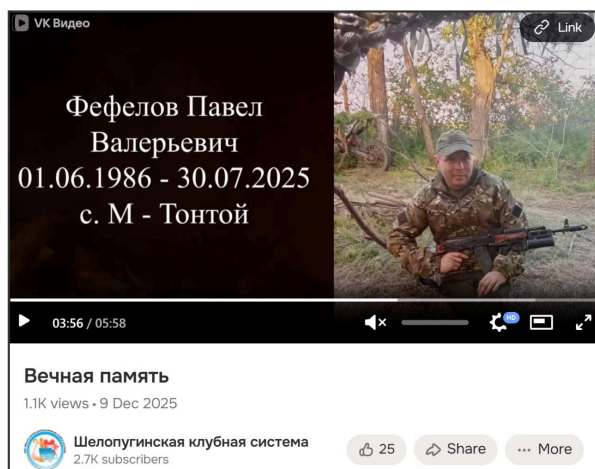 VK Видео
Link
Фефелов Павел
Валерьевич
01.06.1986 - 30.07.2025
с. М - Тонтой
03:56 / 05:58
HD
Вечная память
1.1K views • 9 Dec 2025
Шелопугинская клубная система
2.7K subscribers
25
Share
More